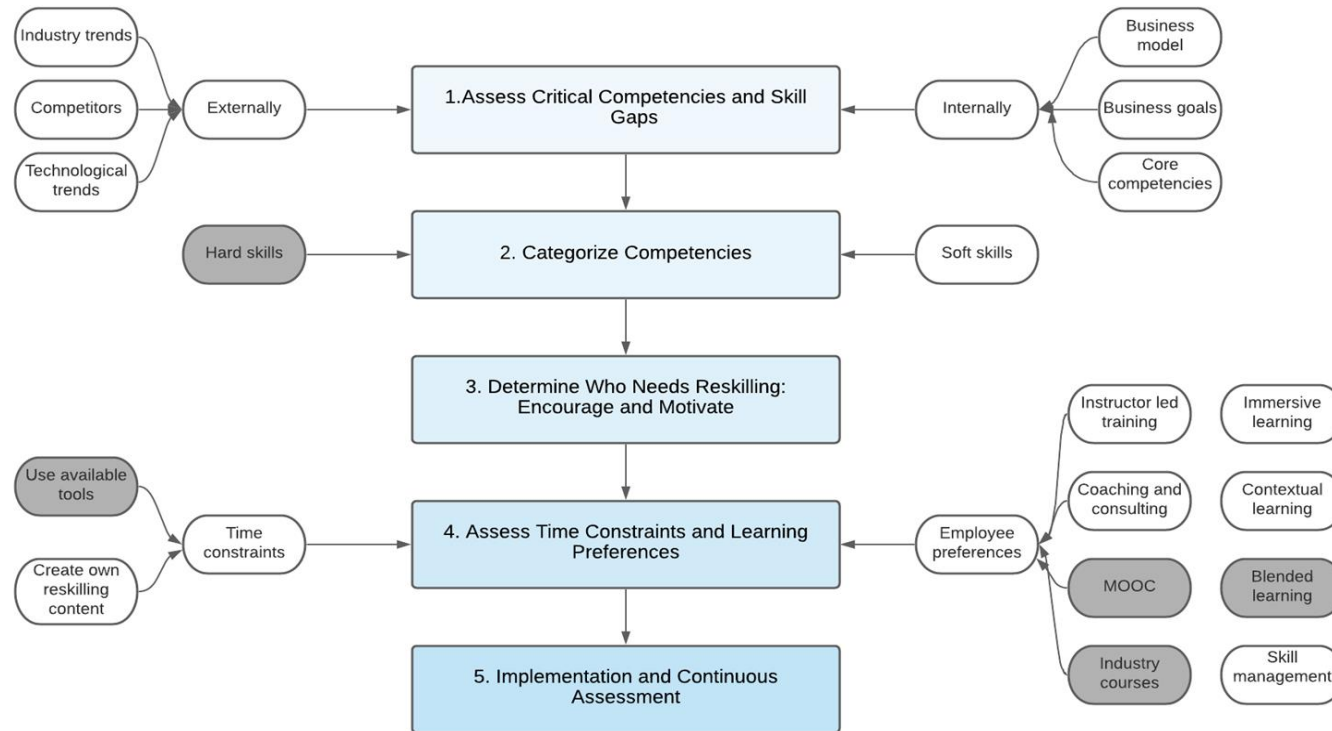 Industry trends
Competitors
Technological
trends
Externally
1.Assess Critical Competencies and Skill
Gaps
Internally
Business
model
Business goals
Core
competencies
Hard skills
2. Categorize Competencies
Soft skills
3. Determine Who Needs Reskilling:
Encourage and Motivate
Use available
tools
Create own
reskilling
content
Time
constraints
4. Assess Time Constraints and Learning
Preferences
Employee
preferences
Instructor led
training
Immersive
learning
Coaching and
consulting
Contextual
learning
MOOC
Blended
learning
Industry
courses
Skill
management
5. Implementation and Continuous
Assessment